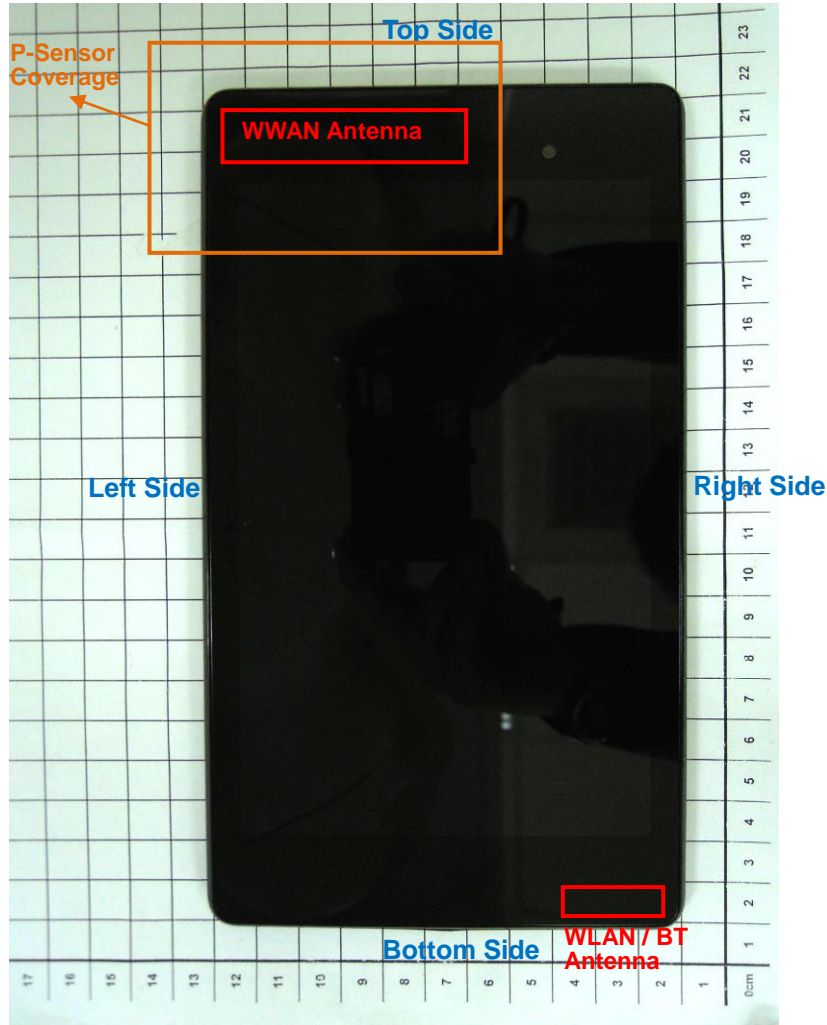 Top Side
P-Sensor
Coverage
WWAN Antenna
23
22
21
20
19
18
17
16
15
14
13
Left Side
Right Side
12
11
10
9
8
7
6
5
4
3
2
1
Bottom Side
WLAN / BT
Antenna
17 16 15 14 13 12 11 10 9 8 7 6 5 4 3 2 1 0cm